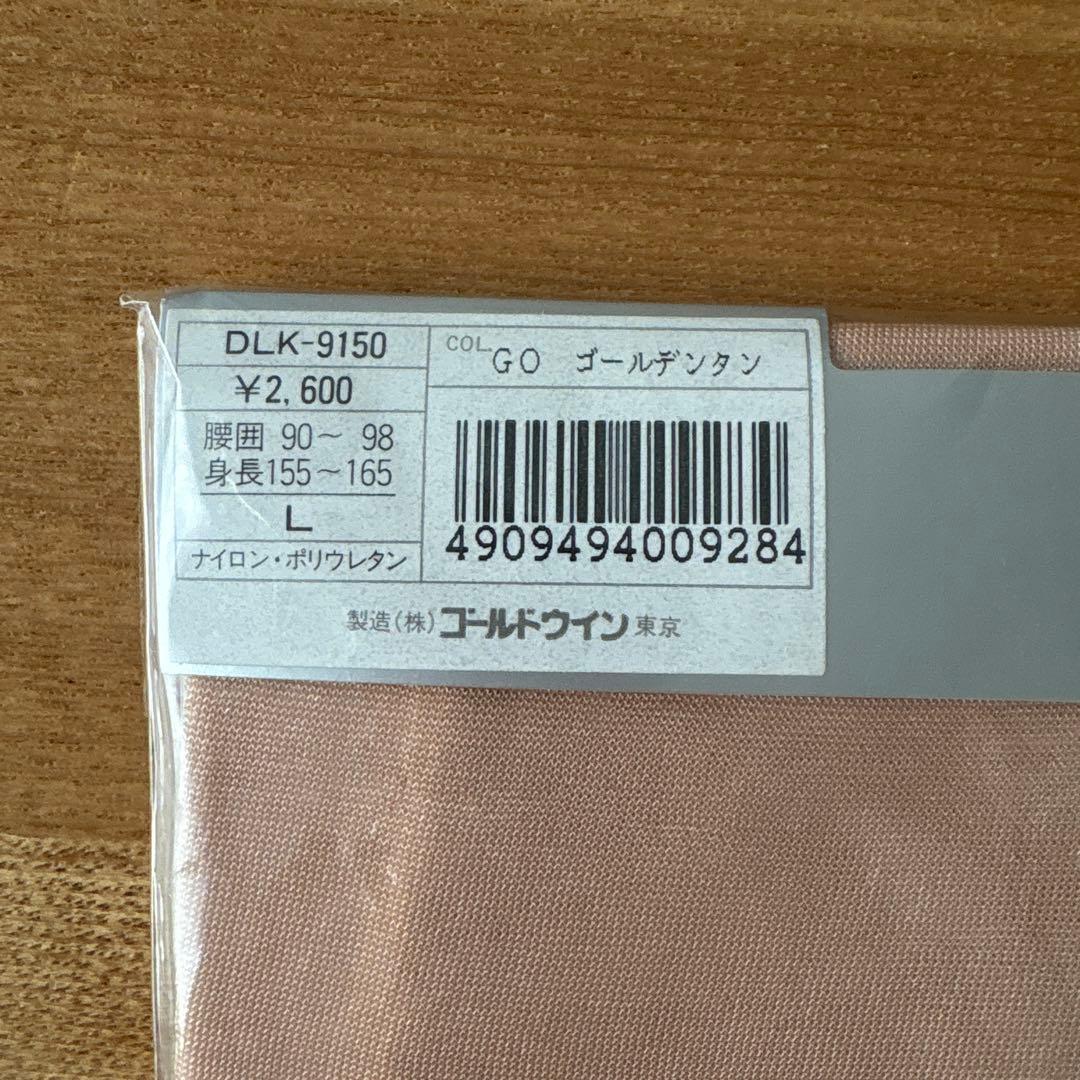 DLK-9150
¥2,600
腰囲 90～ 98
身長155～165
L
ナイロン・ポリウレタン
COL.
GO ゴールデンタン
4909494009284
製造(株)ゴールドウイン東京